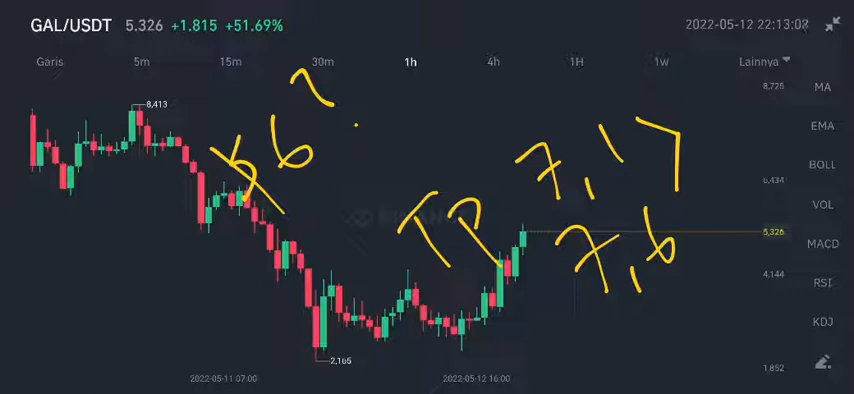 GAL/USDT 5.326 +1.815 +51.69% 2022-05-12 22:13:08
Garis 5m 15m 30m 1h 4h 1H 1w Lainnya
8,725
MA
8,413
EMA
BOLL
6,434
VOL
5,326
MACD
4,144
RSI
KDJ
2,165
1.852
2022-05-11 07:00 2022-05-12 16:00
TP
7,17
7,6